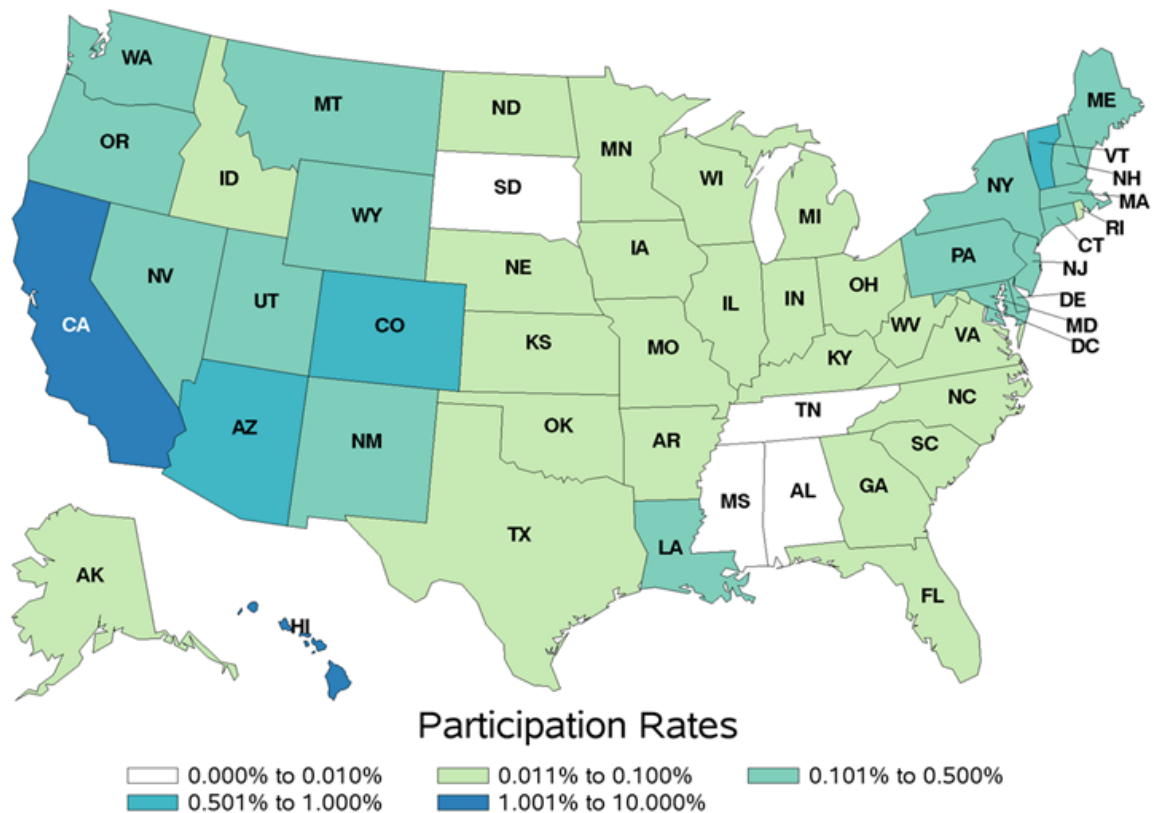 WA
ME
MT
ND
OR
MN
VT
ID
SD
WI
NH
NY
MA
WY
MI
RI
CT
IA
PA
NJ
NV
NE
UT
OH
DE
IL
IN
CA
CO
WV
MD
VA
DC
KS
MO
KY
NC
TN
AZ
OK
NM
AR
SC
GA
MS
AL
TX
LA
AK
FL
HI
Participation Rates
0.000% to 0.010% 0.011% to 0.100% 0.101% to 0.500%
0.501% to 1.000% 1.001% to 10.000%